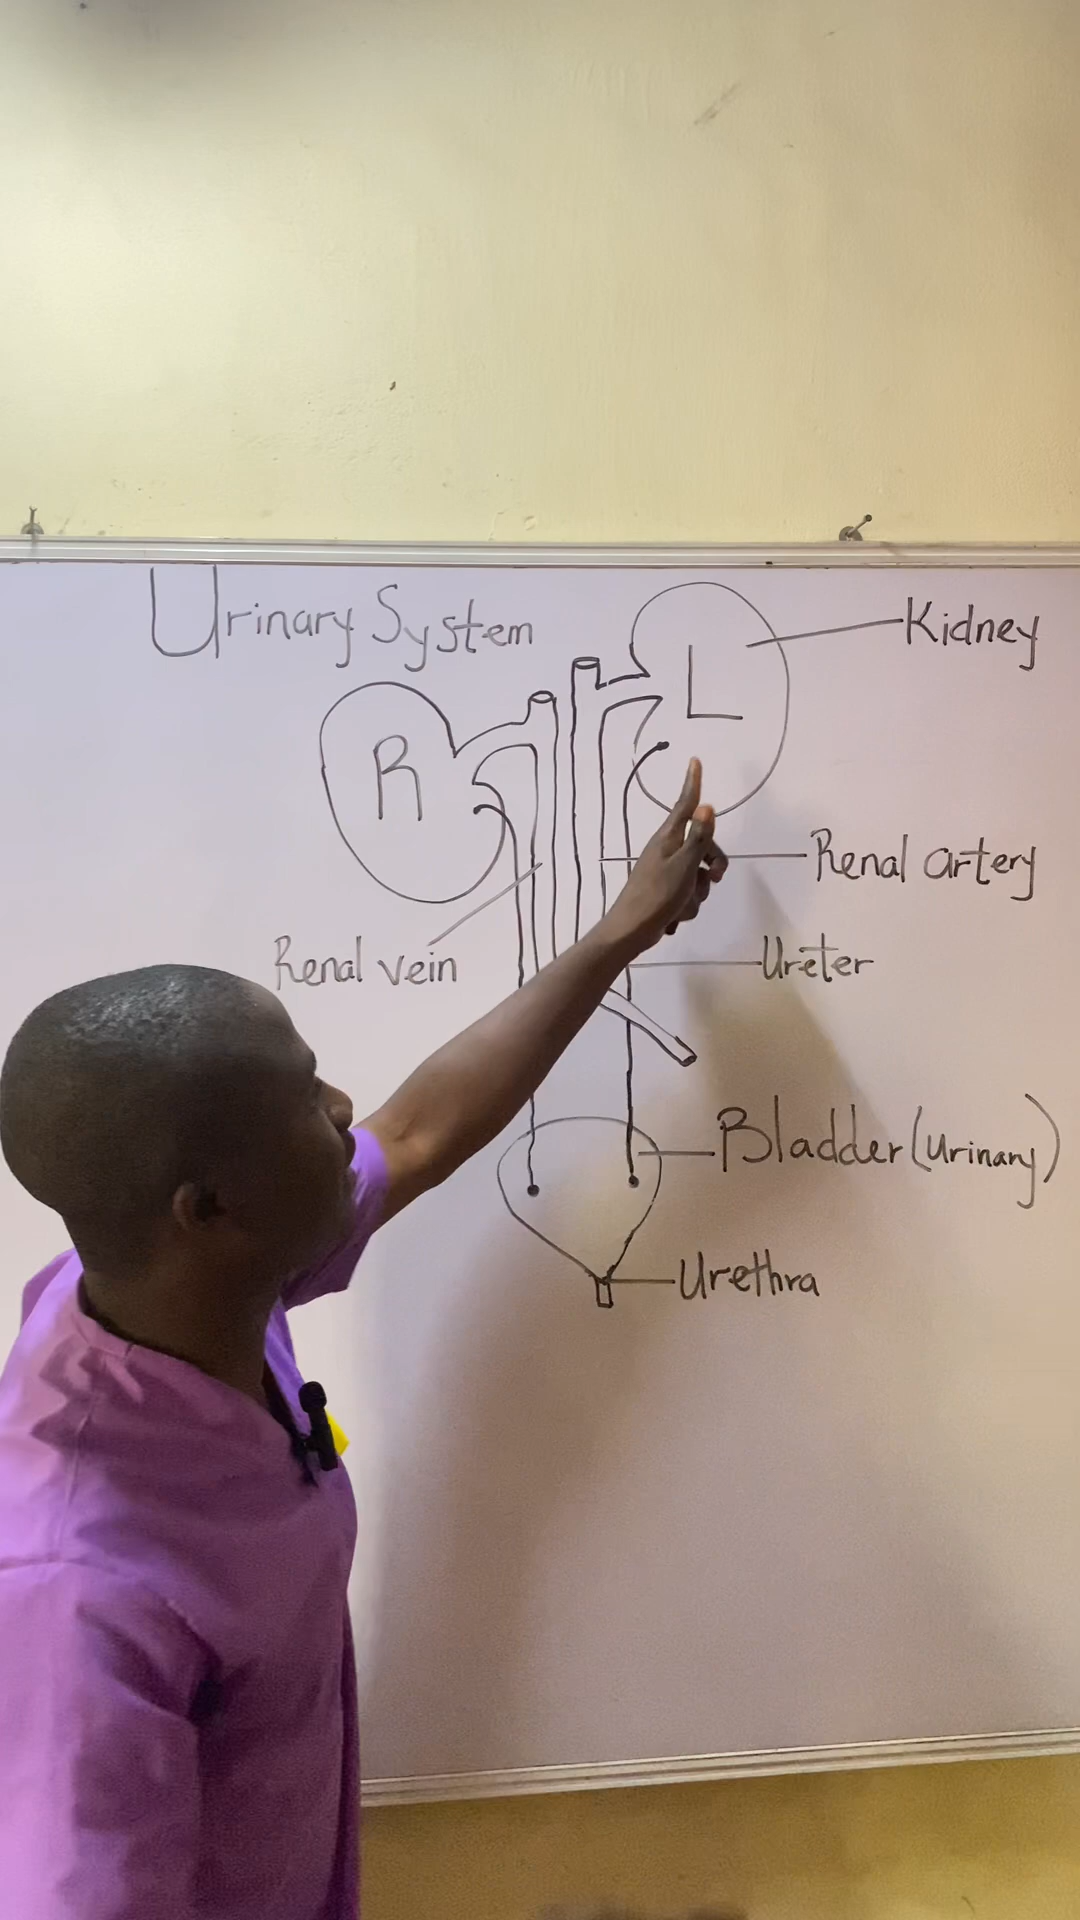 Urinary System
Kidney
L
R
Renal artery
Renal vein
Ureter
Bladder (Urinary)
Urethra